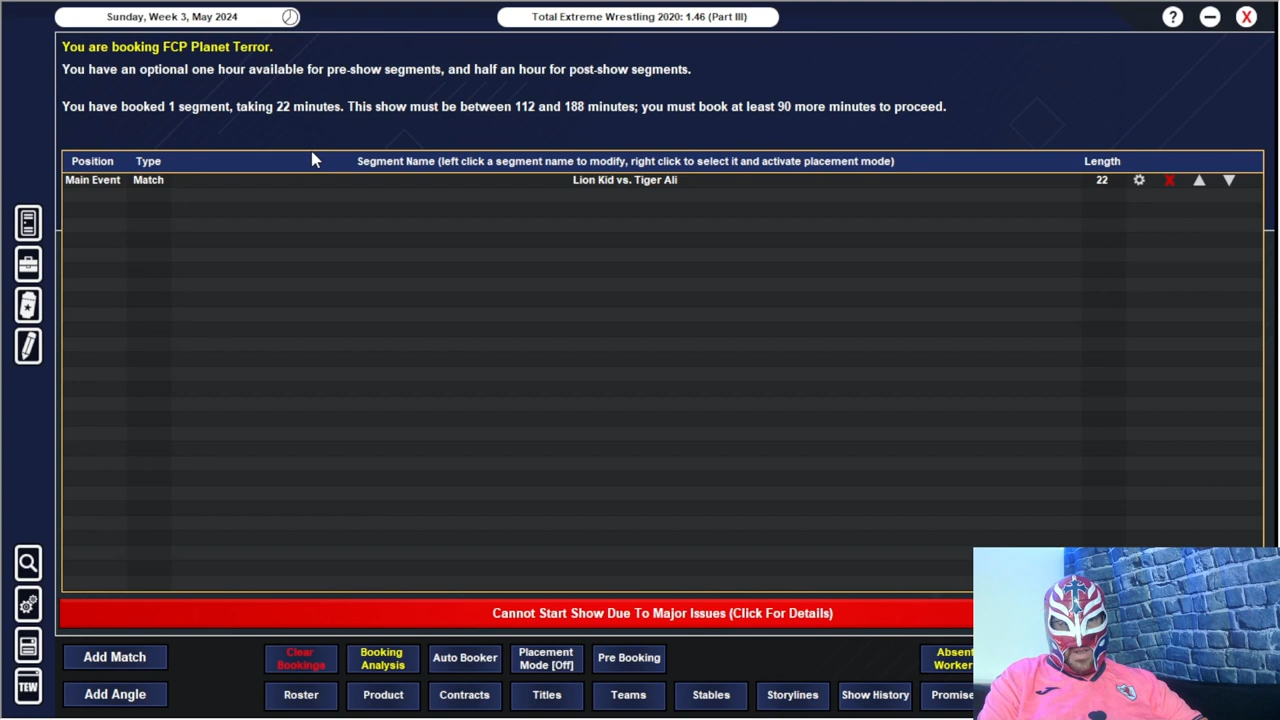 Sunday, Week 3, May 2024
Total Extreme Wrestling 2020: 1.46 (Part III)
?
X
You are booking FCP Planet Terror.
You have an optional one hour available for pre-show segments, and half an hour for post-show segments.
You have booked 1 segment, taking 22 minutes. This show must be between 112 and 188 minutes; you must book at least 90 more minutes to proceed.
Position Type Segment Name (left click a segment name to modify, right click to select it and activate placement mode) Length
Main Event Match Lion Kid vs. Tiger Ali 22 X
Cannot Start Show Due To Major Issues (Click For Details)
Add Match
Clear Bookings
Booking Analysis
Auto Booker
Placement Mode [Off]
Pre Booking
Absent Worker
Add Angle
Roster
Product
Contracts
Titles
Teams
Stables
Storylines
Show History
Promise
TEW